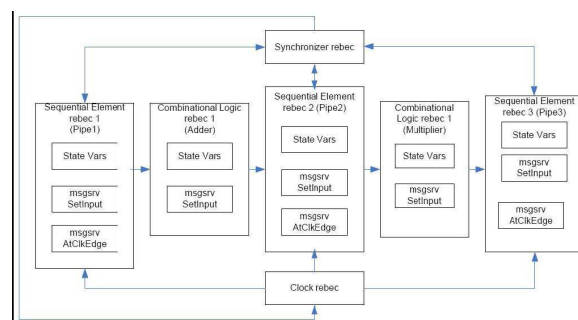 Synchronizer rebec
Sequential Element
rebec 1
(Pipe1)
State Vars
msgsrv
SetInput
msgsrv
AtClkEdge
Combinational Logic
rebec 1
(Adder)
State Vars
msgsrv
SetInput
Sequential Element
rebec 2 (Pipe2)
State Vars
msgsrv
SetInput
msgsrv
AtClkEdge
Combinational
Logic rebec 1
(Multiplier)
State Vars
msgsrv
SetInput
Sequential Element
rebec 3 (Pipe3)
State Vars
msgsrv
SetInput
msgsrv
AtClkEdge
Clock rebec